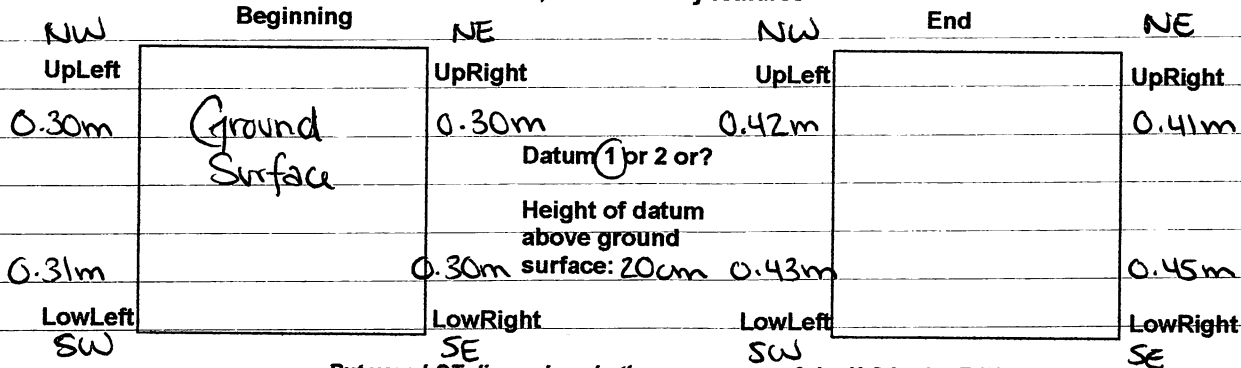 Beginning End
NW NE NW NE
UpLeft UpRight UpLeft UpRight
0.30m Ground 0.30m 0.42m 0.41m
Surface Datum 1 or 2 or?
Height of datum
above ground
0.31m 0.30m surface: 20cm 0.43m 0.45m
LowLeft LowRight LowLeft LowRight
SW SE SW SE